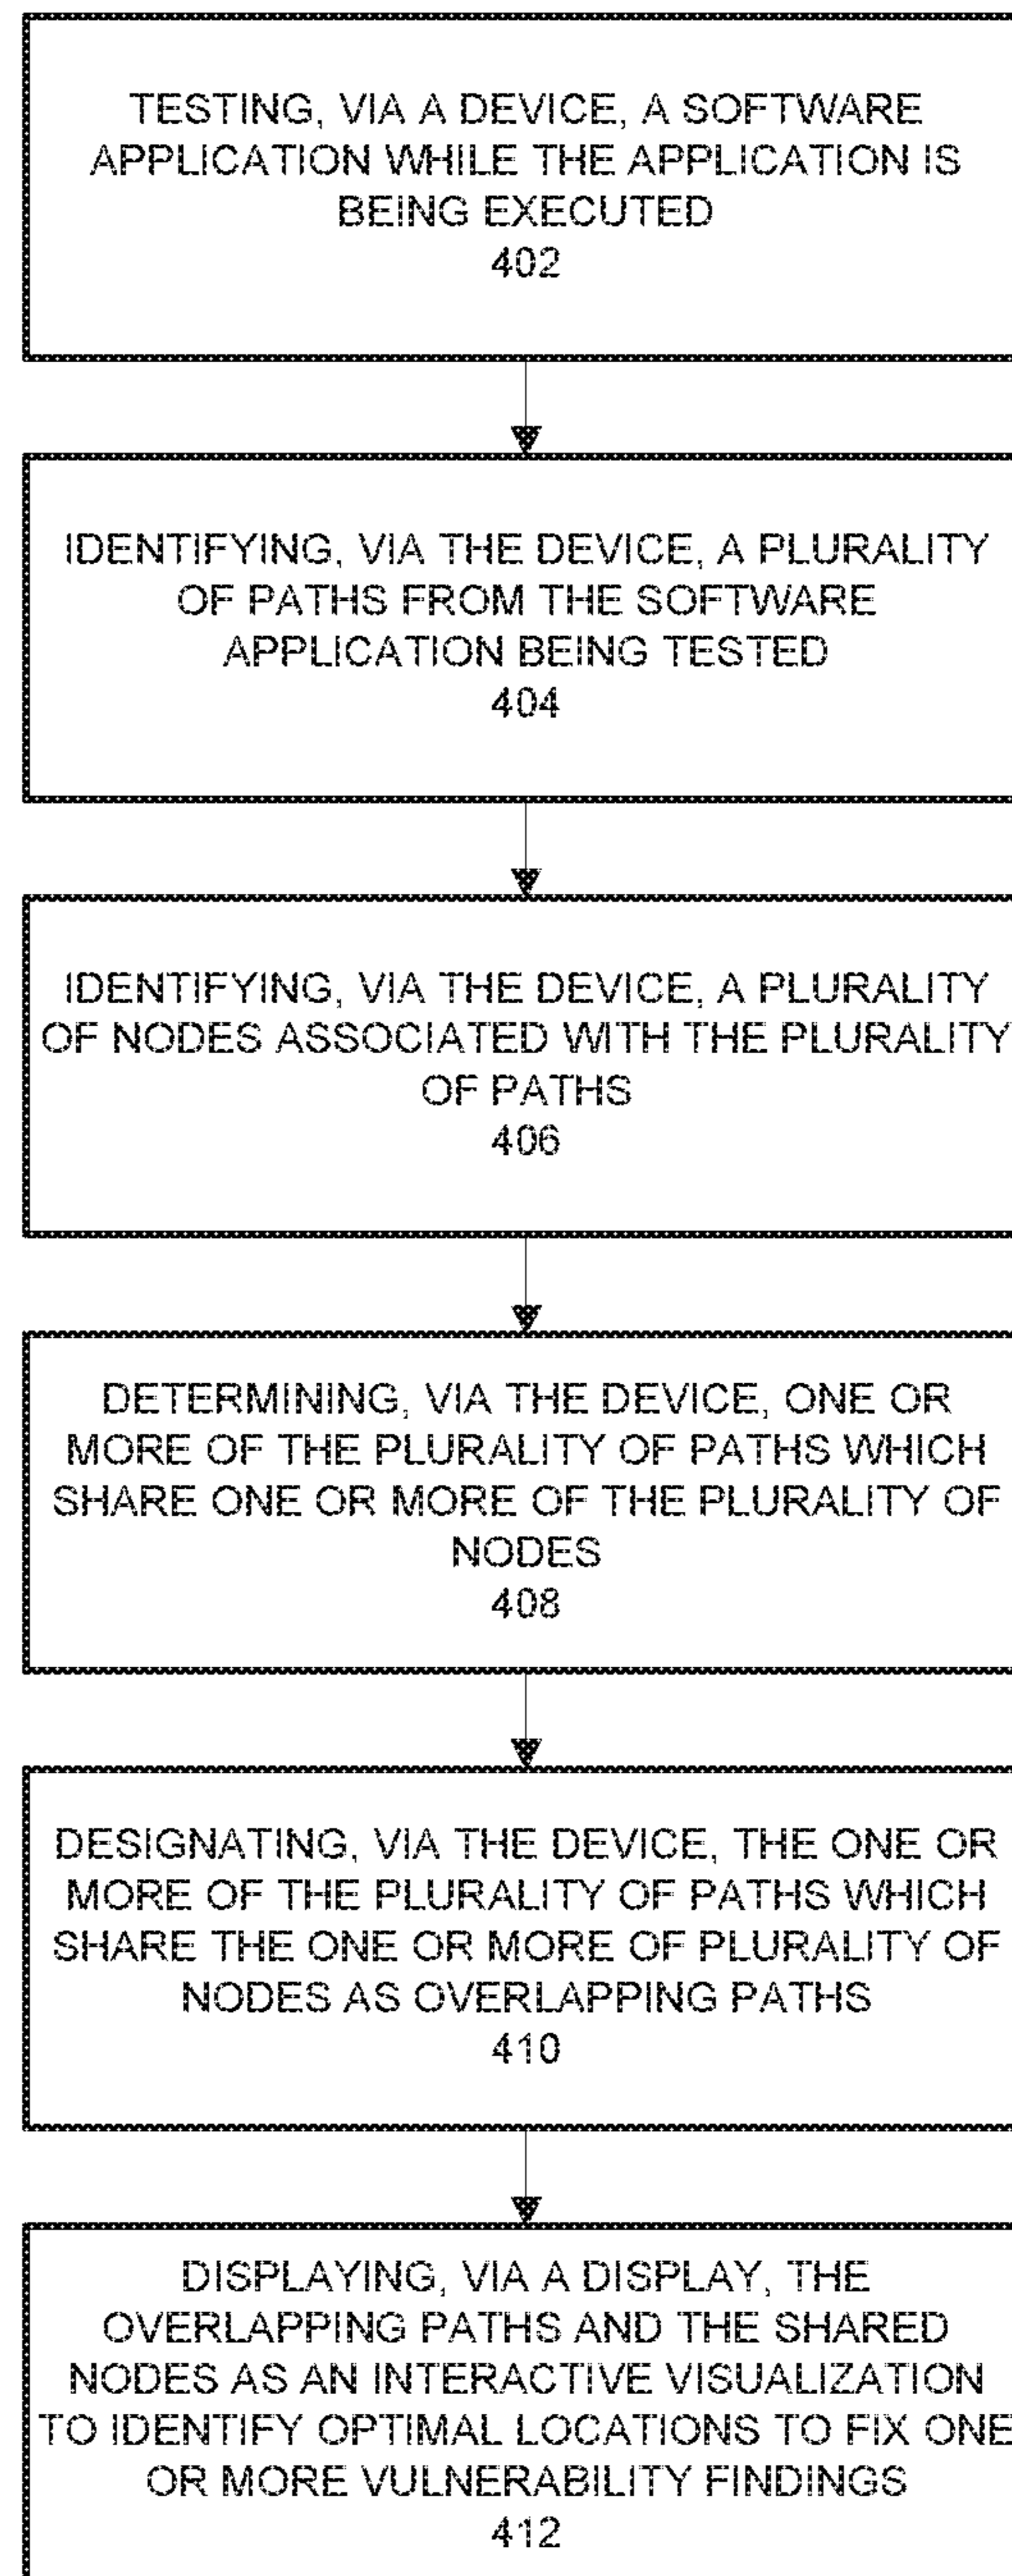 TESTING, VIA A DEVICE, A SOFTWARE
APPLICATION WHILE THE APPLICATION IS
BEING EXECUTED
402
IDENTIFYING, VIA THE DEVICE, A PLURALITY
OF PATHS FROM THE SOFTWARE
APPLICATION BEING TESTED
404
IDENTIFYING, VIA THE DEVICE, A PLURALITY
OF NODES ASSOCIATED WITH THE PLURALITY
OF PATHS
406
DETERMINING, VIA THE DEVICE, ONE OR
MORE OF THE PLURALITY OF PATHS WHICH
SHARE ONE OR MORE OF THE PLURALITY OF
NODES
408
DESIGNATING, VIA THE DEVICE, THE ONE OR
MORE OF THE PLURALITY OF PATHS WHICH
SHARE THE ONE OR MORE OF PLURALITY OF
NODES AS OVERLAPPING PATHS
410
DISPLAYING, VIA A DISPLAY, THE
OVERLAPPING PATHS AND THE SHARED
NODES AS AN INTERACTIVE VISUALIZATION
TO IDENTIFY OPTIMAL LOCATIONS TO FIX ONE
OR MORE VULNERABILITY FINDINGS
412